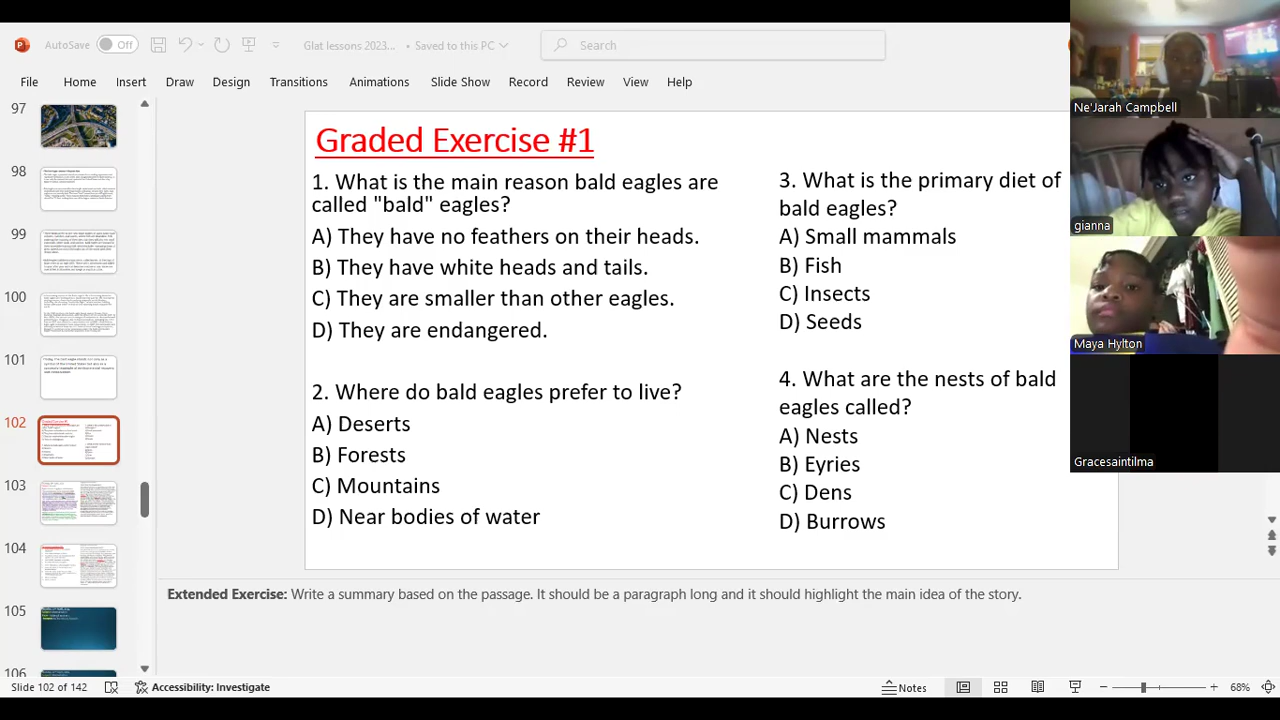 AutoSave
Off
Glat lessons 2023... • Saved to this PC
Search
File Home Insert Draw Design Transitions Animations Slide Show Record Review View Help
97
98
99
100
101
102
103
104
105
106
Graded Exercise #1
1. What is the main reason bald eagles are
called "bald" eagles?
A) They have no feathers on their heads.
B) They have white heads and tails.
C) They are smaller than other eagles.
D) They are endangered.
2. Where do bald eagles prefer to live?
A) Deserts
B) Forests
C) Mountains
D) Near bodies of water
3. What is the primary diet of
bald eagles?
A) Small mammals
B) Fish
C) Insects
D) Seeds
4. What are the nests of bald
eagles called?
A) Nests
B) Eyries
C) Dens
D) Burrows
Ne'Jarah Campbell
gianna
Maya Hylton
Gracesaintilma
Extended Exercise: Write a summary based on the passage. It should be a paragraph long and it should highlight the main idea of the story.
Slide 102 of 142
Accessibility: Investigate
Notes
68%